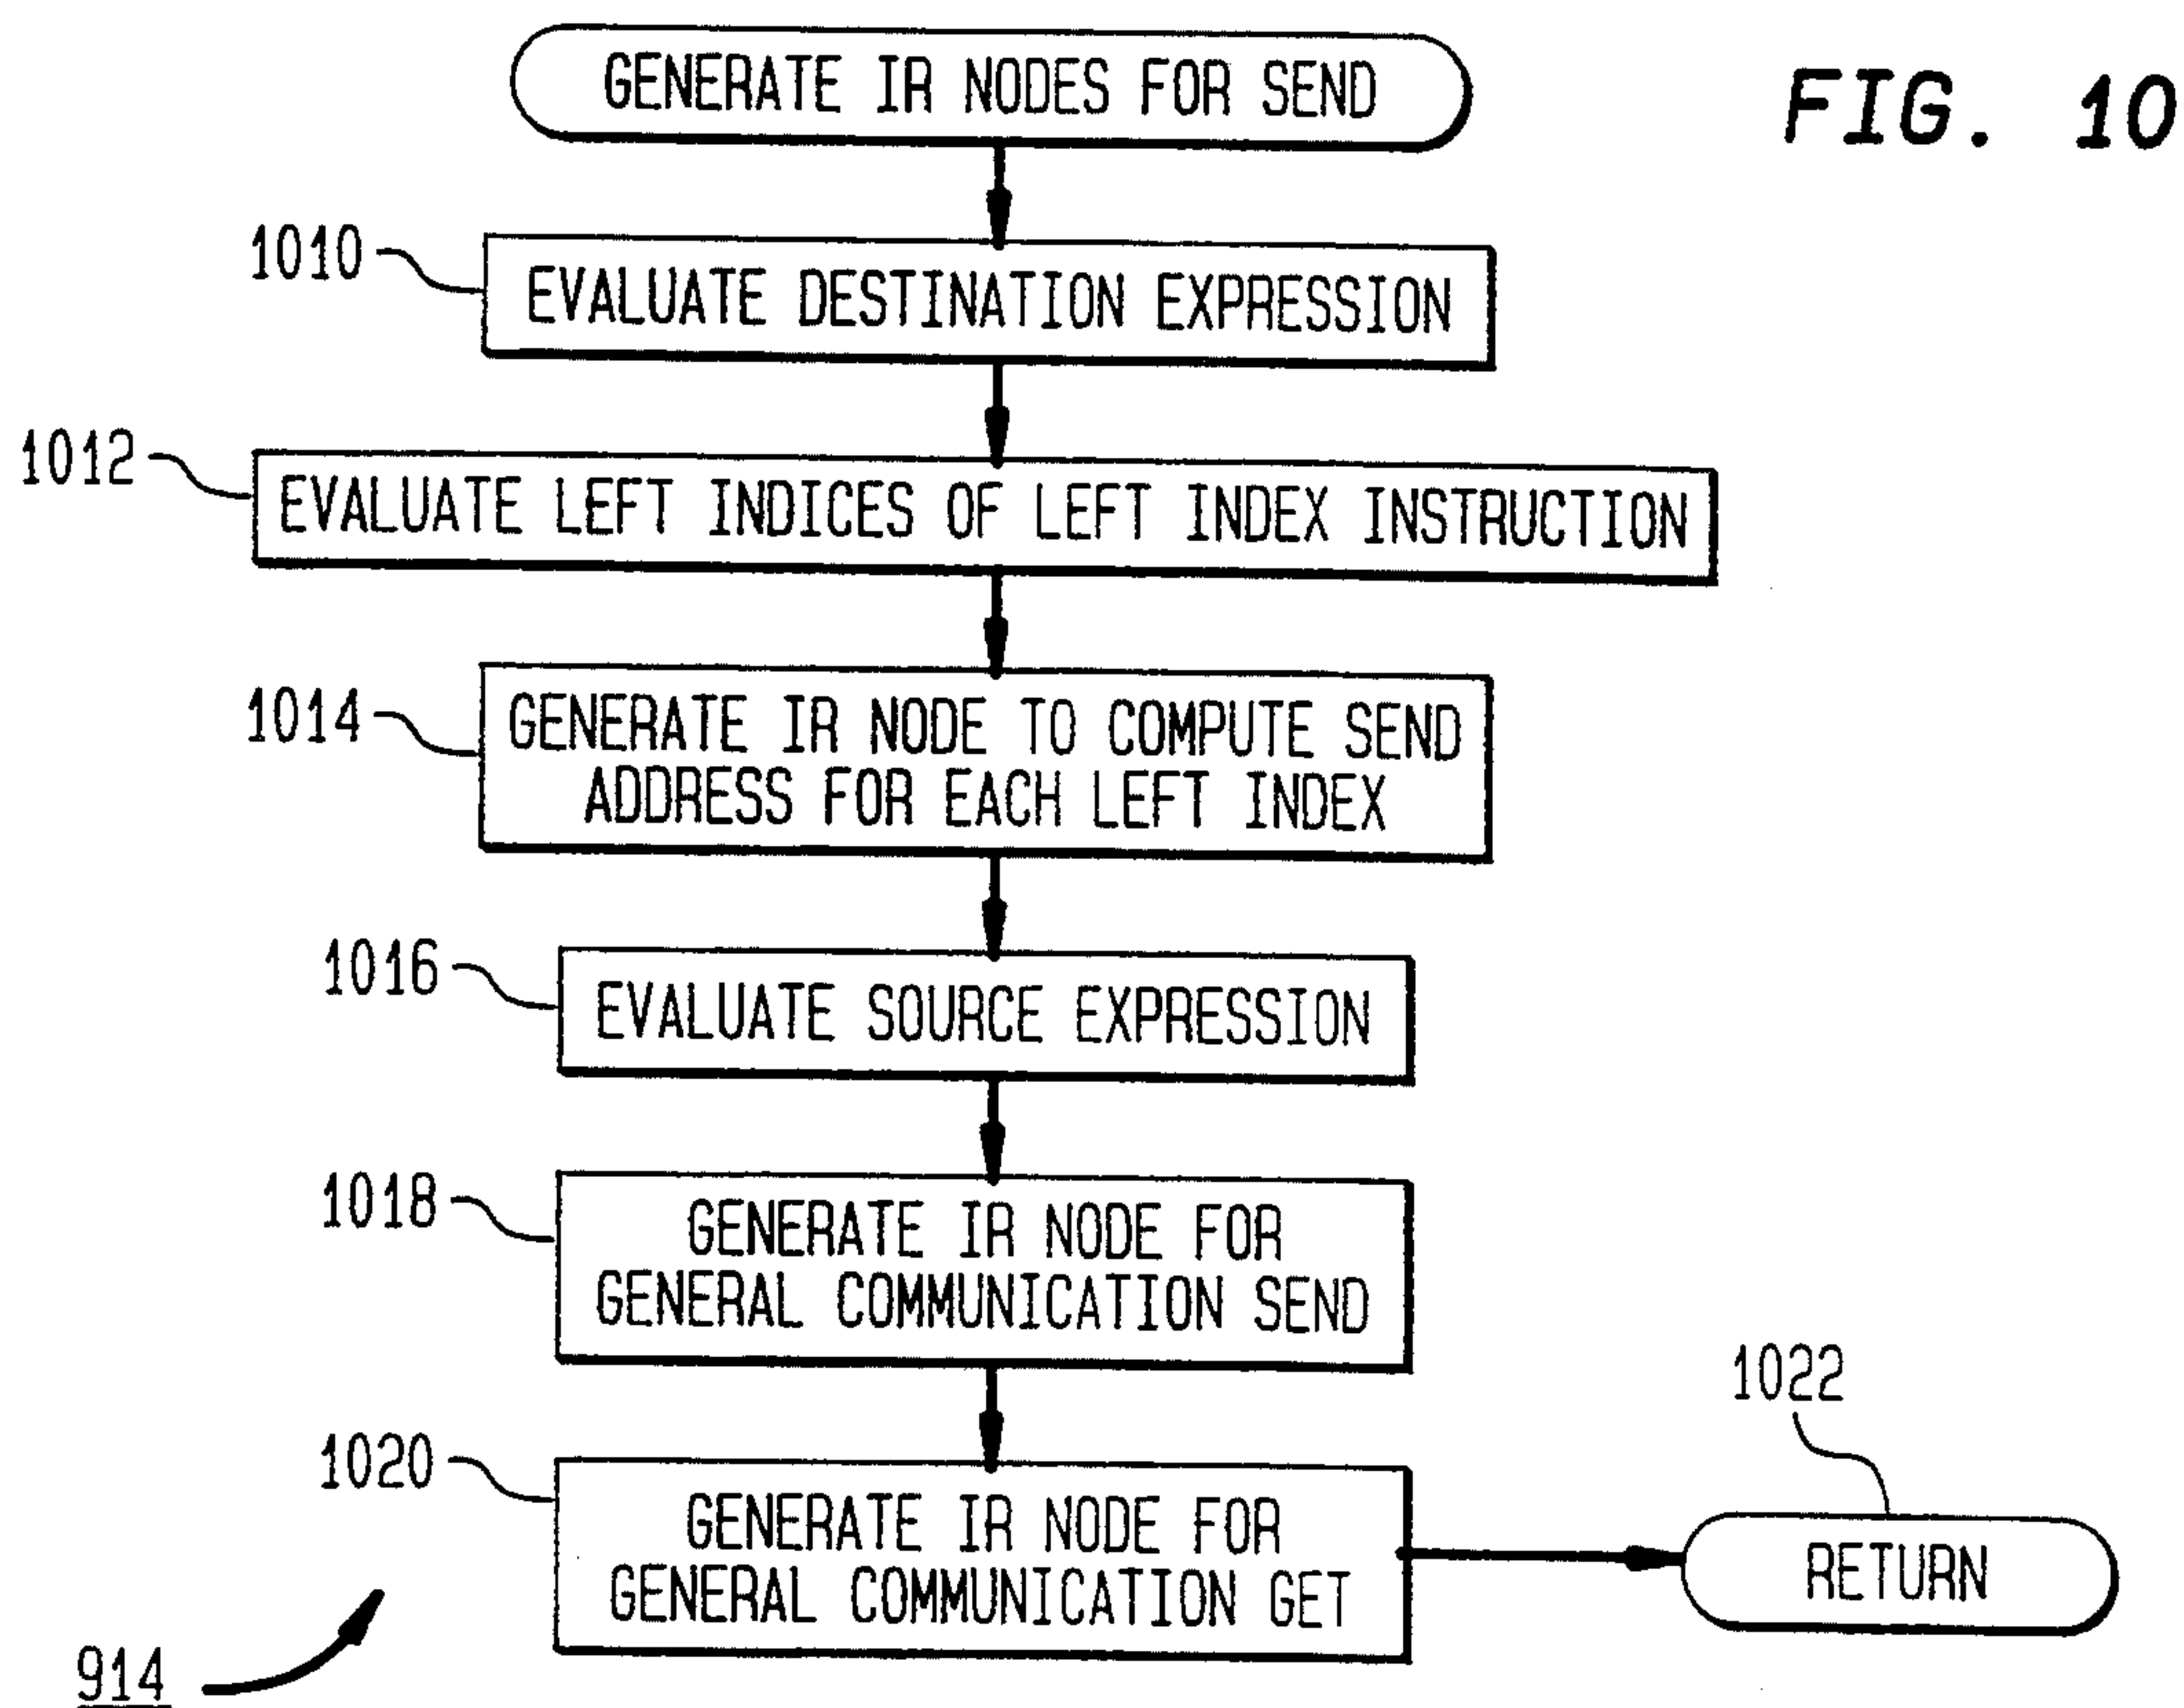 GENERATE IR NODES FOR SEND
FIG. 10
1010
EVALUATE DESTINATION EXPRESSION
1012
EVALUATE LEFT INDICES OF LEFT INDEX INSTRUCTION
1014
GENERATE IR NODE TO COMPUTE SEND
ADDRESS FOR EACH LEFT INDEX
1016
EVALUATE SOURCE EXPRESSION
1018
GENERATE IR NODE FOR
GENERAL COMMUNICATION SEND
1020
GENERATE IR NODE FOR
GENERAL COMMUNICATION GET
1022
RETURN
914